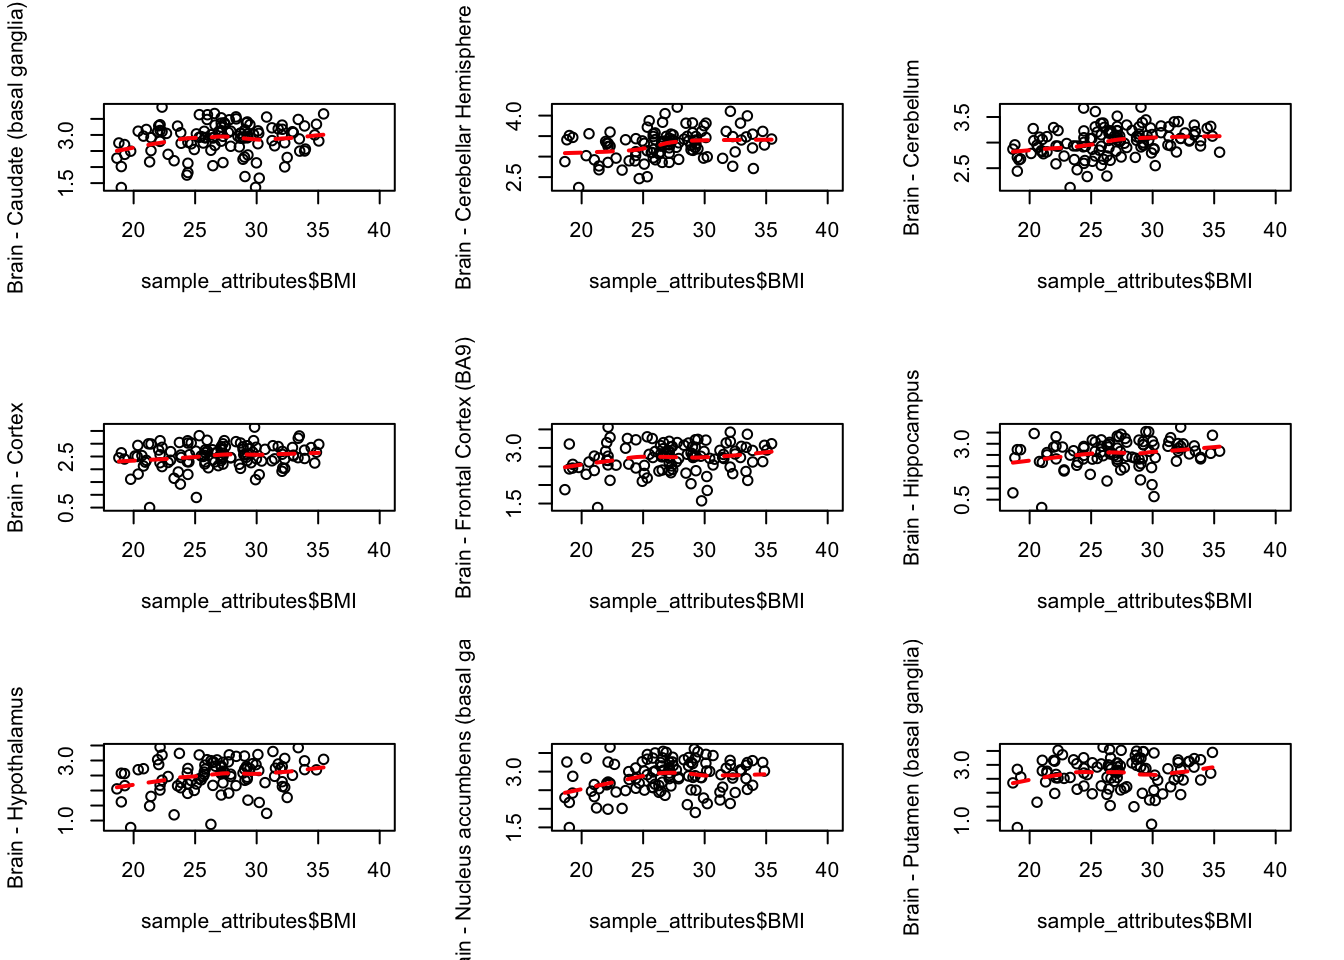 Brain - Caudate (basal ganglia)
3.0
1.5
20 25 30 35 40
sample_attributes$BMI
Brain - Cerebellar Hemisphere
4.0
2.5
20 25 30 35 40
sample_attributes$BMI
Brain - Cerebellum
3.5
2.5
20 25 30 35 40
sample_attributes$BMI
Brain - Cortex
2.5
0.5
20 25 30 35 40
sample_attributes$BMI
Brain - Frontal Cortex (BA9)
3.0
1.5
20 25 30 35 40
sample_attributes$BMI
Brain - Hippocampus
3.0
0.5
20 25 30 35 40
sample_attributes$BMI
Brain - Hypothalamus
3.0
1.0
20 25 30 35 40
sample_attributes$BMI
ain - Nucleus accumbens (basal ga
3.0
1.5
20 25 30 35 40
sample_attributes$BMI
Brain - Putamen (basal ganglia)
3.0
1.0
20 25 30 35 40
sample_attributes$BMI